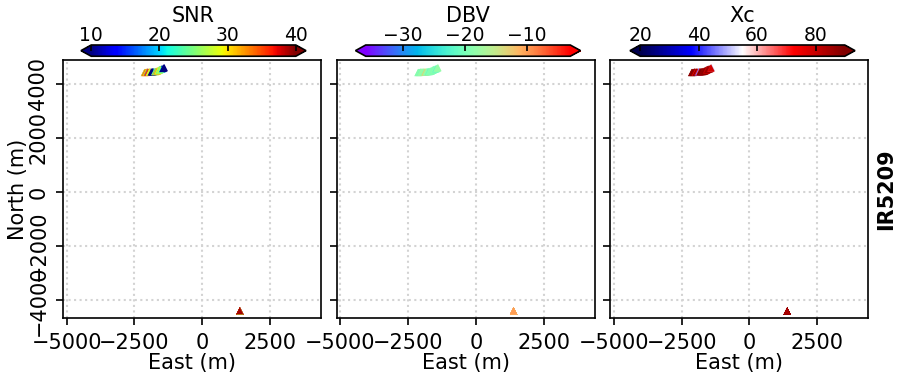 SNR DBV Xc
10 20 30 40 −30 −20 −10 20 40 60 80
4000
2000
0
−2000
−4000
North (m)
IR5209
−5000 −2500 0 2500 −5000 −2500 0 2500 −5000 −2500 0 2500
East (m) East (m) East (m)